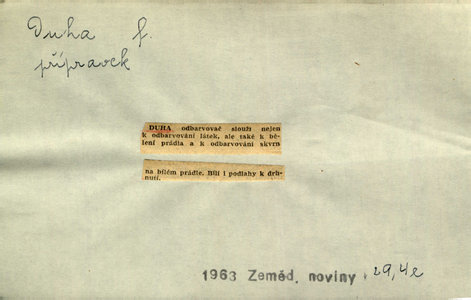 Duha f.
přípravek
DUHA odbarvovač slouží nejen
k odbarvování látek, ale také k bě-
lení prádla a k odbarvování skvrn
na bílém prádle. Bílí i podlahy k drh-
nutí.
1963 Zeměd. noviny 29,4c